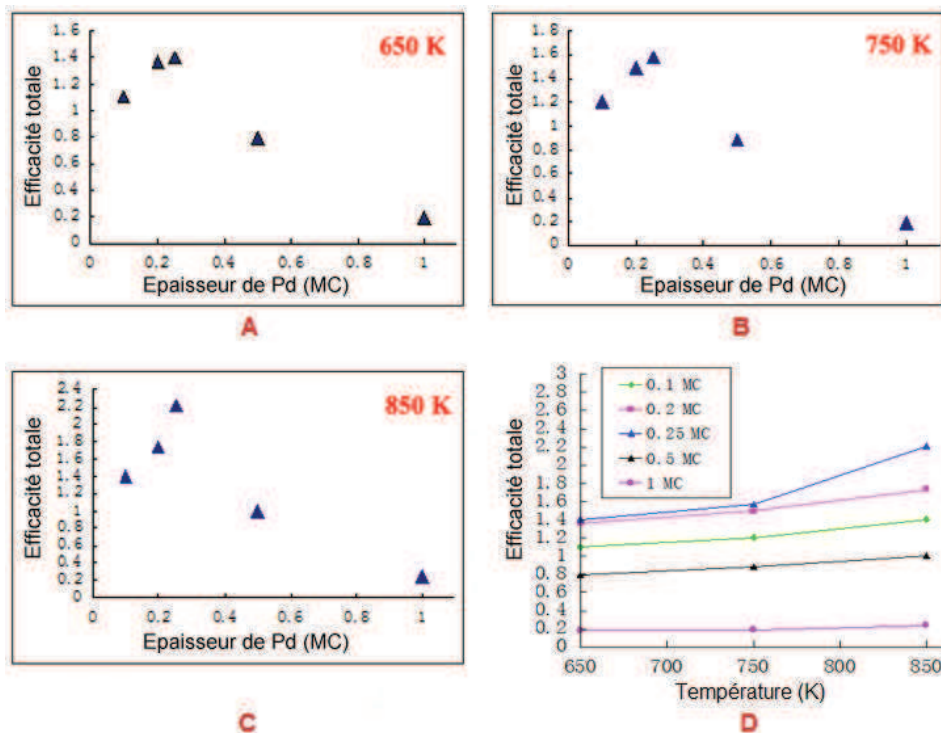 650 K
Efficacité totale
1.6
1.4
1.2
1
0.8
0.6
0.4
0.2
0
0 0.2 0.4 0.6 0.8 1
Epaisseur de Pd (MC)
A
750 K
Efficacité totale
1.8
1.6
1.4
1.2
1
0.8
0.6
0.4
0.2
0
0 0.2 0.4 0.6 0.8 1
Epaisseur de Pd (MC)
B
850 K
Efficacité totale
2.4
2.2
2
1.8
1.6
1.4
1.2
1
0.8
0.6
0.4
0.2
0
0 0.2 0.4 0.6 0.8 1
Epaisseur de Pd (MC)
C
Efficacité totale
3
2.8
2.6
2.4
2.2
2
1.8
1.6
1.4
1.2
1
0.8
0.6
0.4
0.2
0
0.1 MC
0.2 MC
0.25 MC
0.5 MC
1 MC
650 700 750 800 850
Température (K)
D